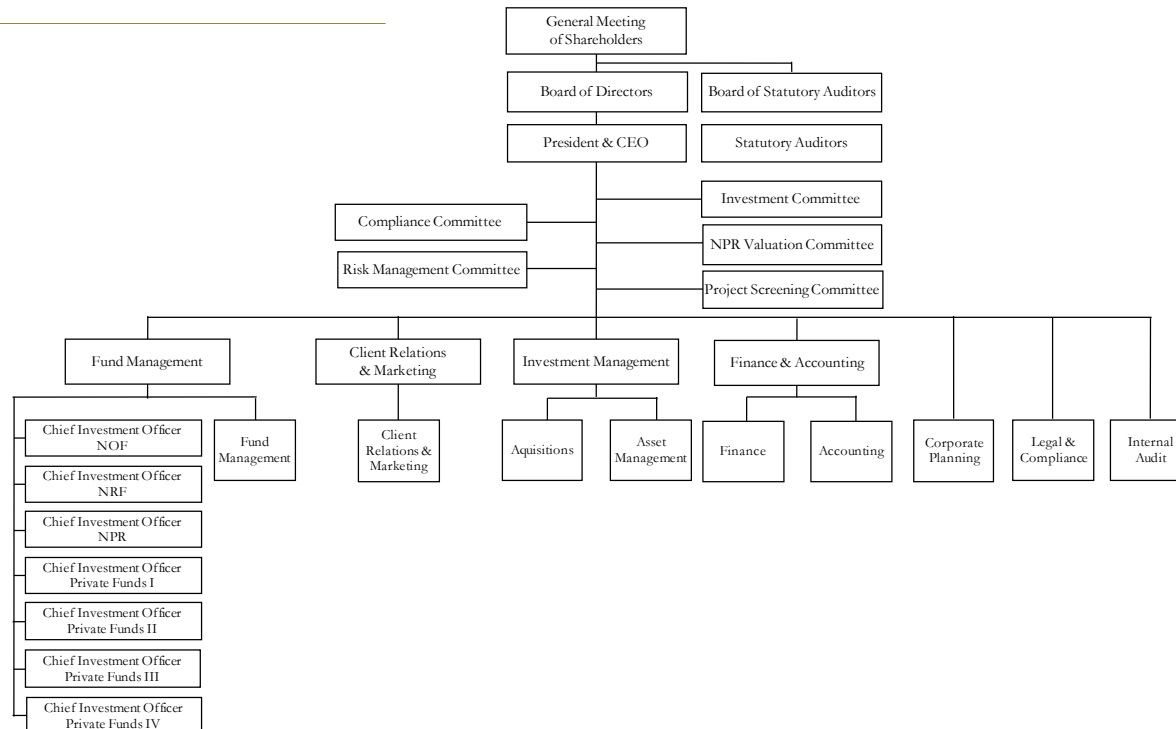 General Meeting
of Shareholders
Board of Directors
Board of Statutory Auditors
President & CEO
Statutory Auditors
Investment Committee
Compliance Committee
NPR Valuation Committee
Risk Management Committee
Project Screening Committee
Fund Management
Client Relations
& Marketing
Investment Management
Finance & Accounting
Chief Investment Officer
NOF
Fund
Management
Client
Relations &
Marketing
Aquisitions
Asset
Management
Finance
Accounting
Corporate
Planning
Legal &
Compliance
Internal
Audit
Chief Investment Officer
NRF
Chief Investment Officer
NPR
Chief Investment Officer
Private Funds I
Chief Investment Officer
Private Funds II
Chief Investment Officer
Private Funds III
Chief Investment Officer
Private Funds IV